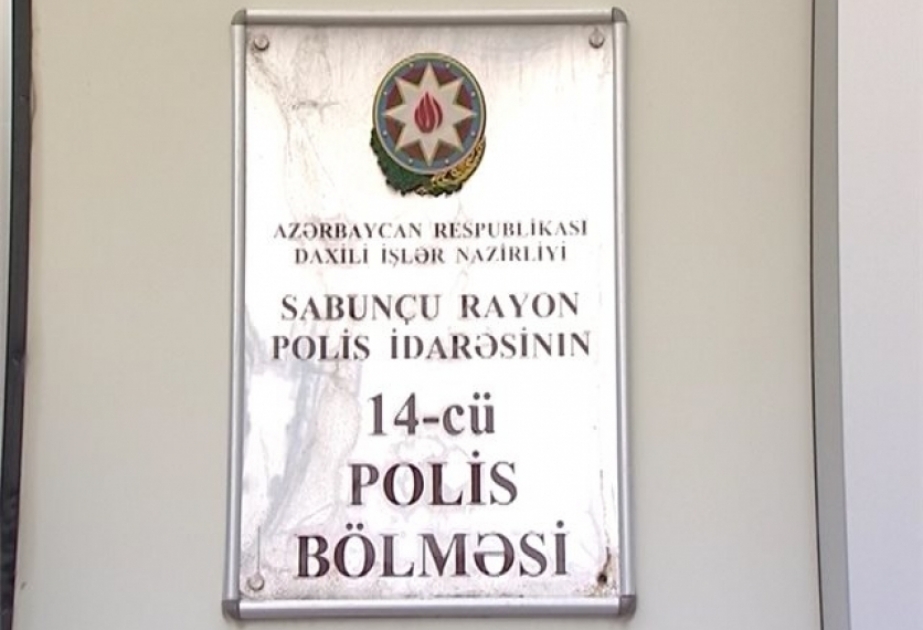 AZƏRBAYCAN RESPUBLİKASI
DAXİLİ İŞLƏR NAZİRLİYİ
SABUNÇU RAYON
POLİS İDARƏSİNİN
14-cü
POLİS
BÖLMƏSİ